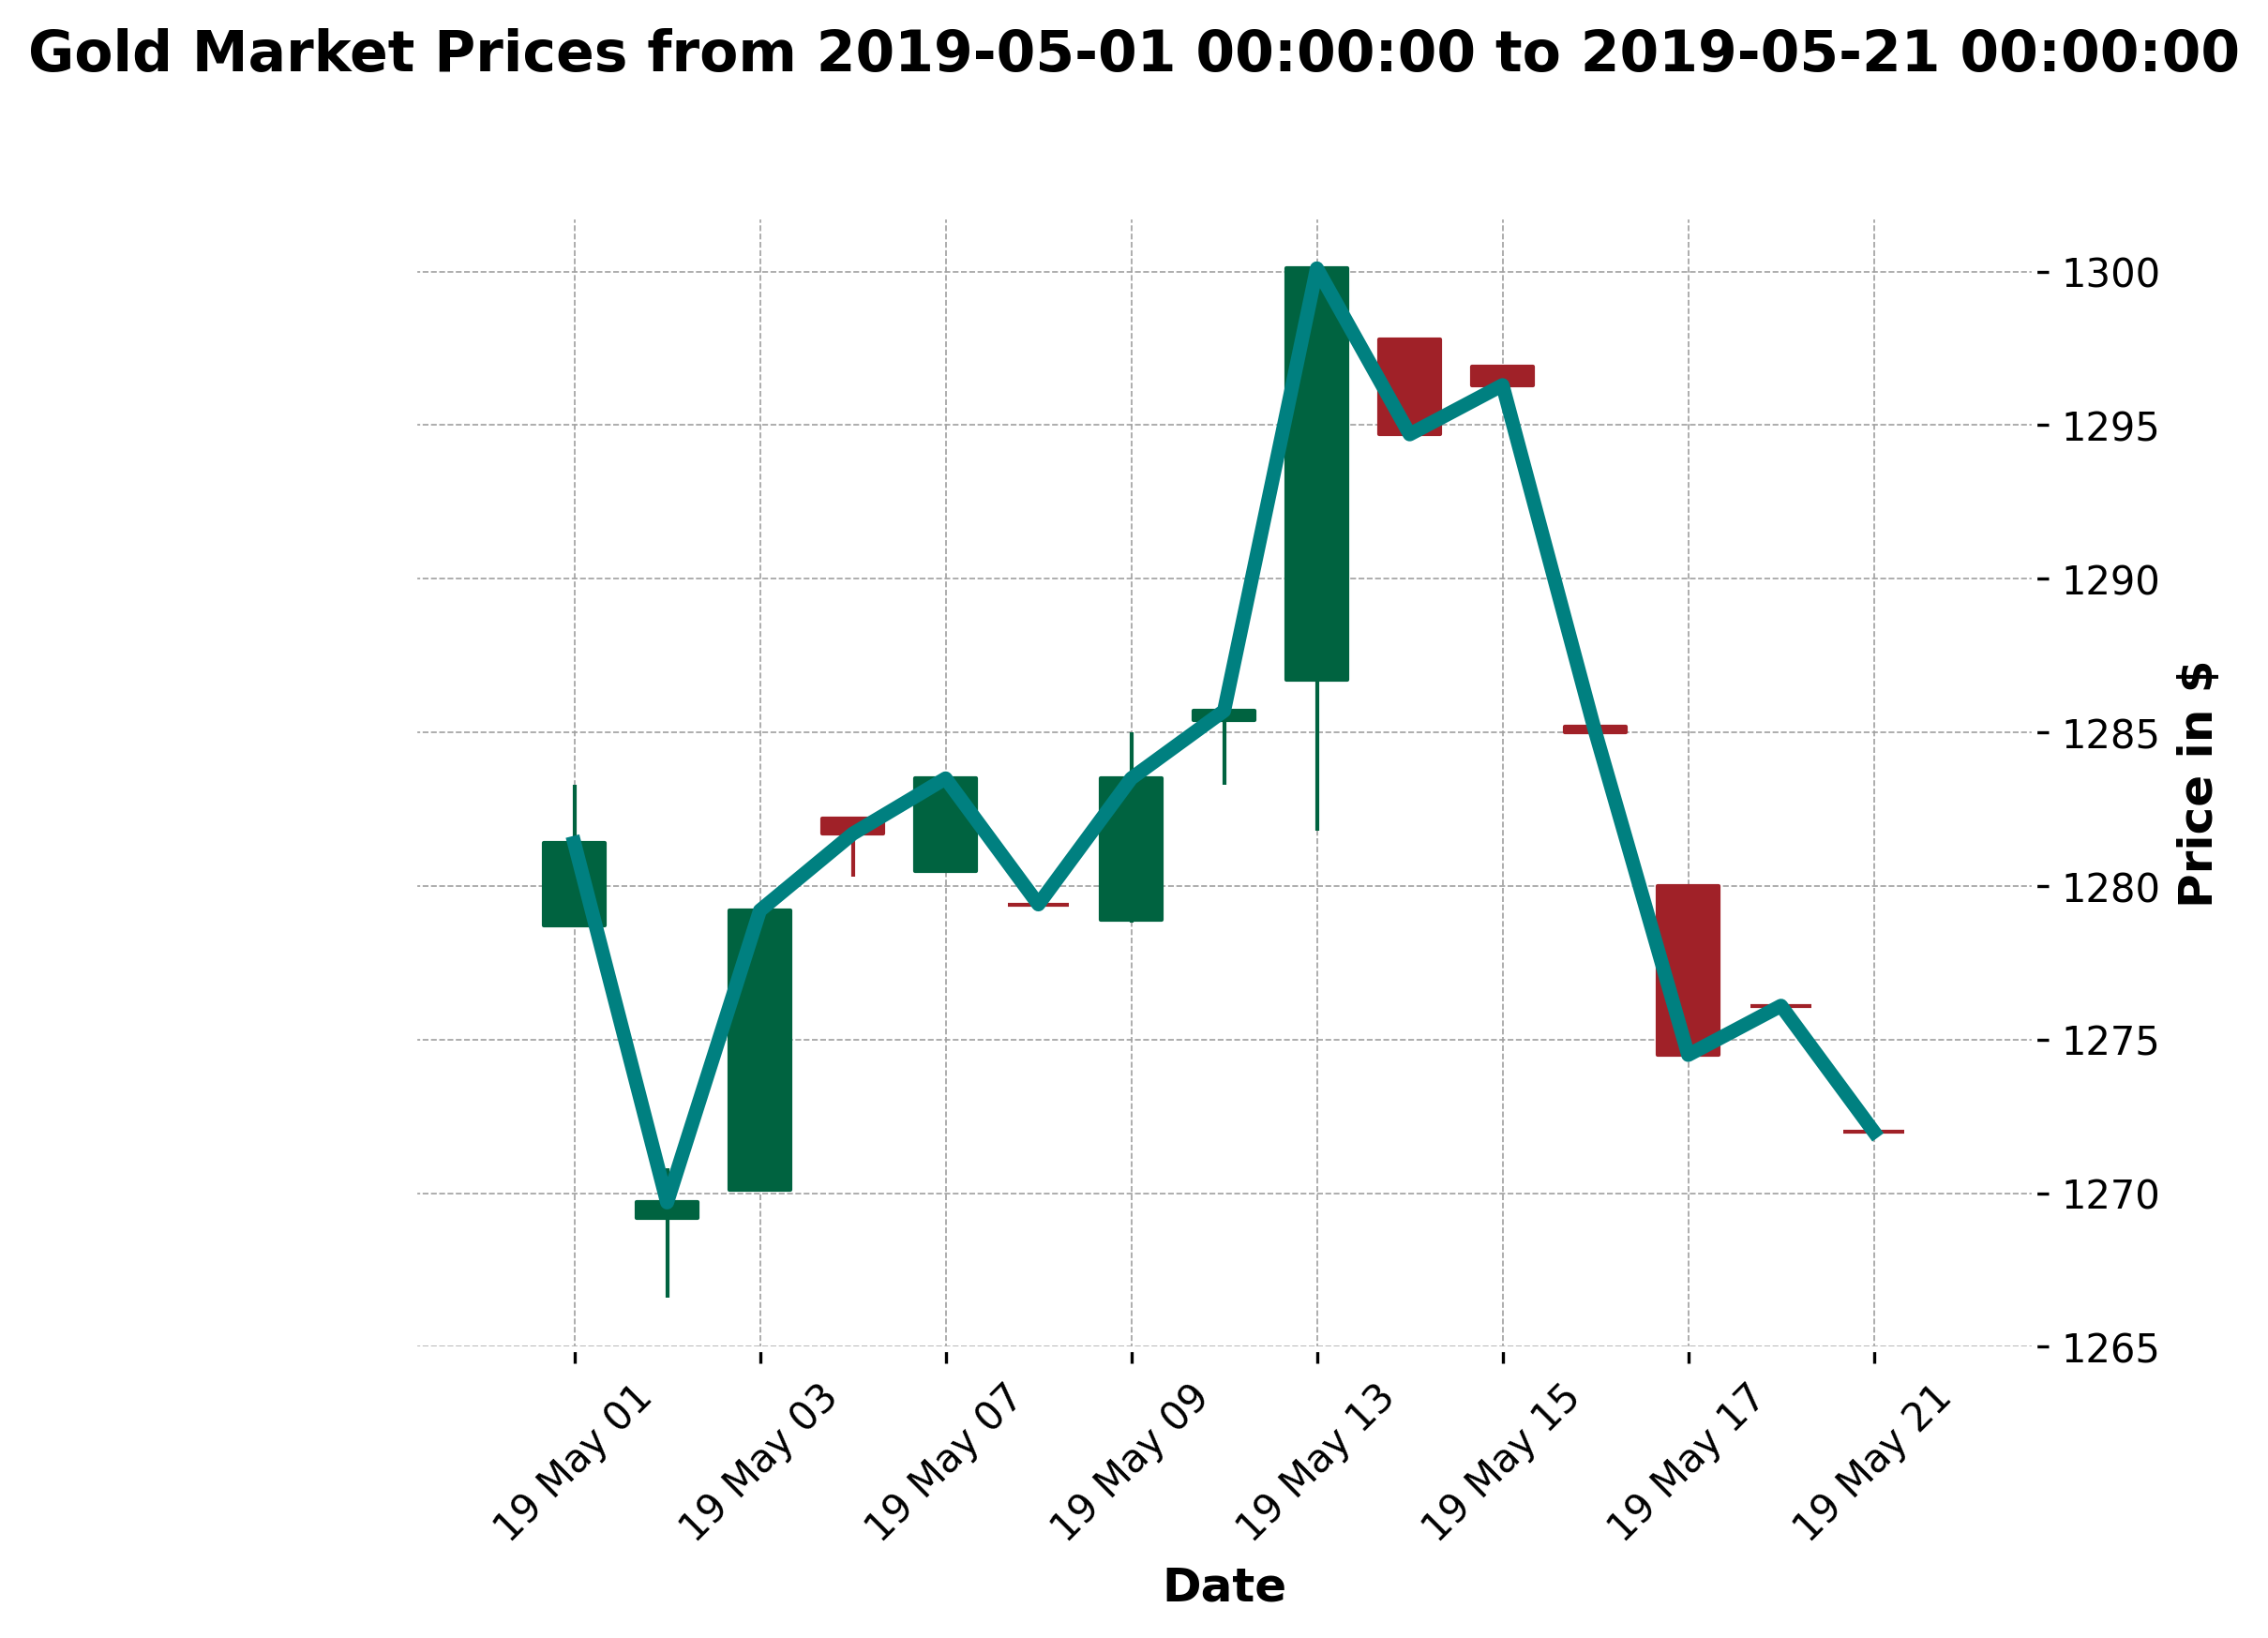 Gold Market Prices from 2019-05-01 00:00:00 to 2019-05-21 00:00:00
1300
1295
1290
1285
1280
1275
1270
1265
Price in $
19 May 01
19 May 03
19 May 07
19 May 09
19 May 13
19 May 15
19 May 17
19 May 21
Date